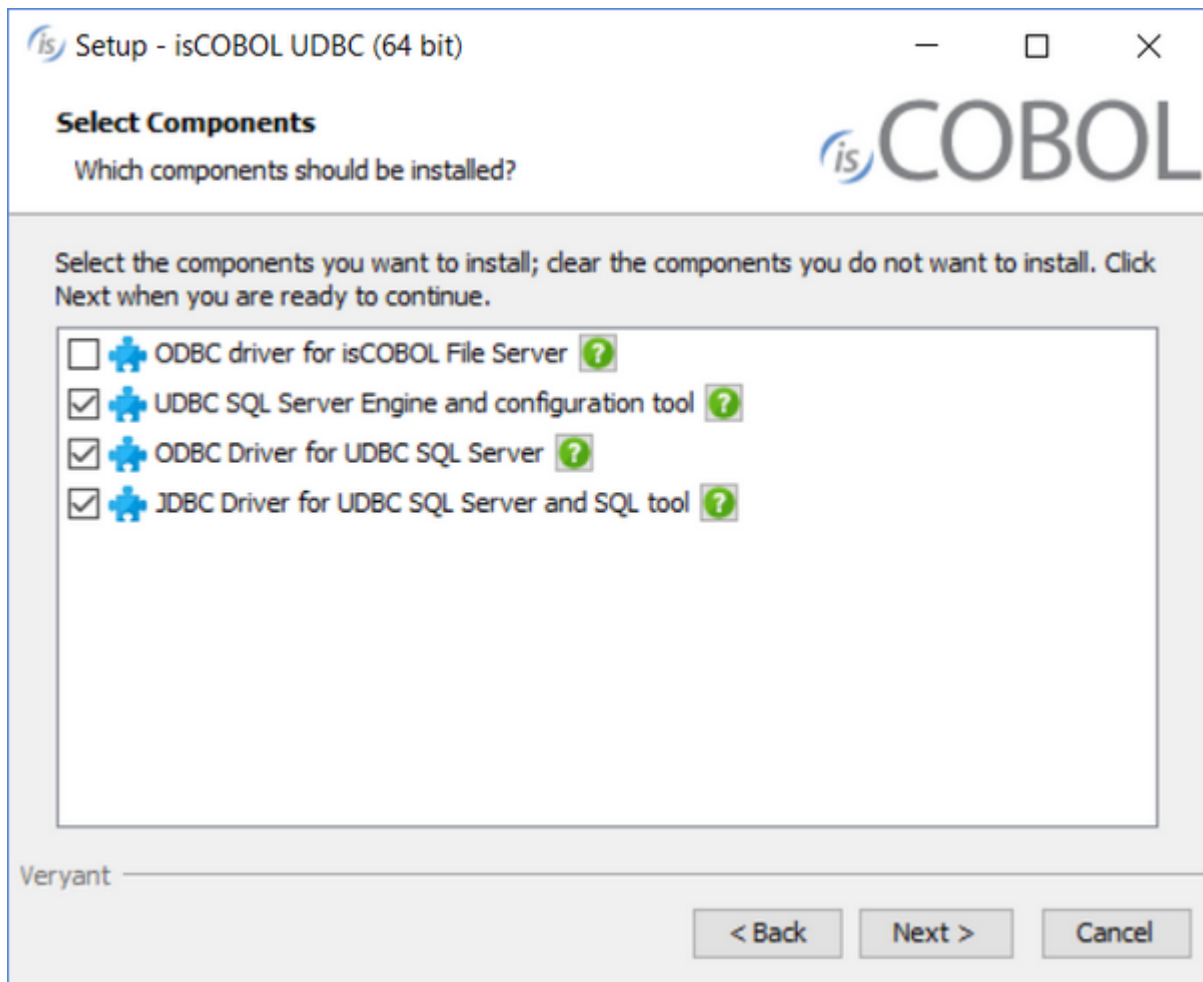 Setup - isCOBOL UDBC (64 bit)
Select Components
Which components should be installed?
isCOBOL
Select the components you want to install; clear the components you do not want to install. Click
Next when you are ready to continue.
ODBC driver for isCOBOL File Server
UDBC SQL Server Engine and configuration tool
ODBC Driver for UDBC SQL Server
JDBC Driver for UDBC SQL Server and SQL tool
Veryant
< Back Next > Cancel